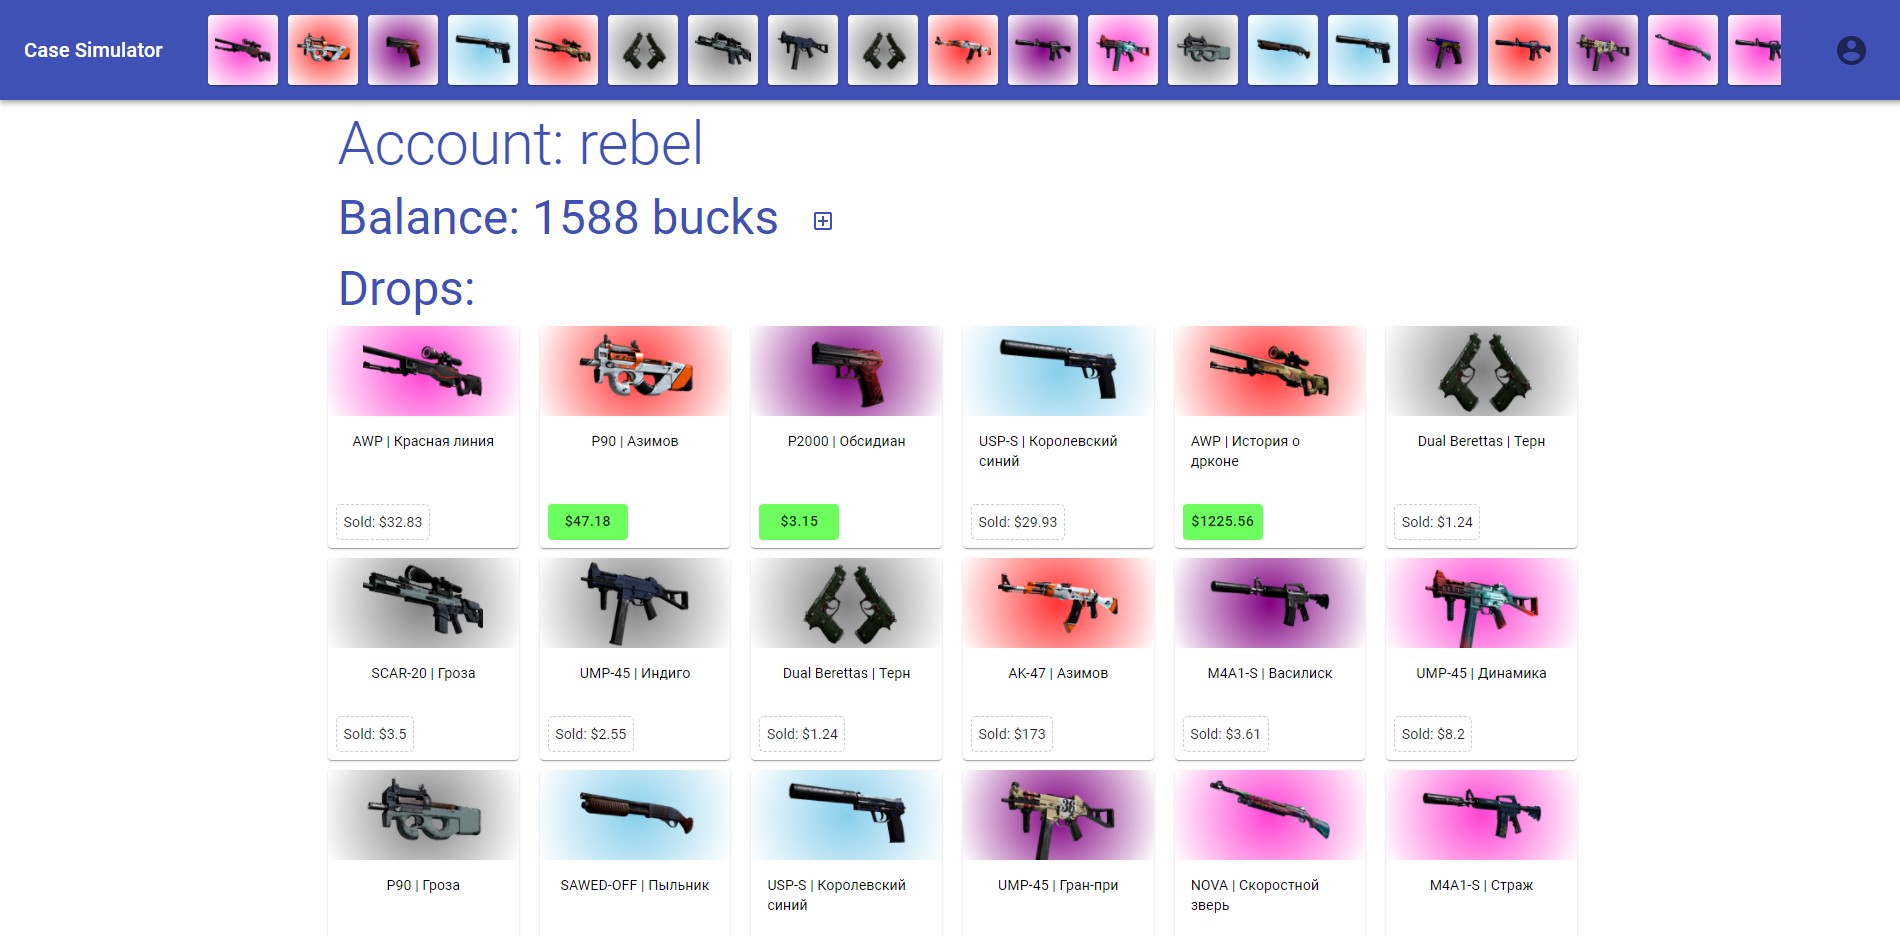 Case Simulator
Account: rebel
Balance: 1588 bucks
Drops:
AWP | Красная линия
Sold: $32.83
P90 | Азимов
$47.18
P2000 | Обсидиан
$3.15
USP-S | Королевский
синий
Sold: $29.93
AWP | История о
дрконе
$1225.56
Dual Berettas | Терн
Sold: $1.24
SCAR-20 | Гроза
Sold: $3.5
UMP-45 | Индиго
Sold: $2.55
Dual Berettas | Терн
Sold: $1.24
AK-47 | Азимов
Sold: $173
M4A1-S | Василиск
Sold: $3.61
UMP-45 | Динамика
Sold: $8.2
P90 | Гроза
SAWED-OFF | Пыльник
USP-S | Королевский
синий
UMP-45 | Гран-при
NOVA | Скоростной
зверь
M4A1-S | Страж